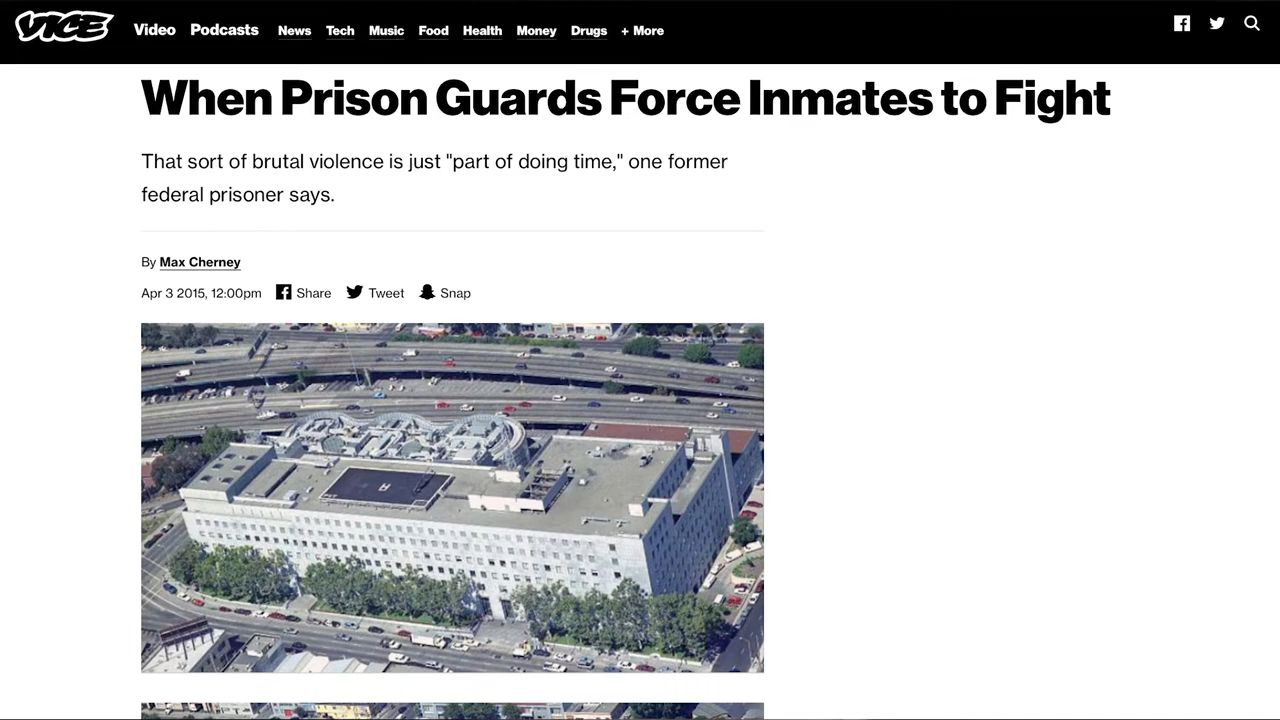 VICE Video Podcasts News Tech Music Food Health Money Drugs + More
When Prison Guards Force Inmates to Fight
That sort of brutal violence is just "part of doing time," one former
federal prisoner says.
By Max Cherney
Apr 3 2015, 12:00pm Share Tweet Snap